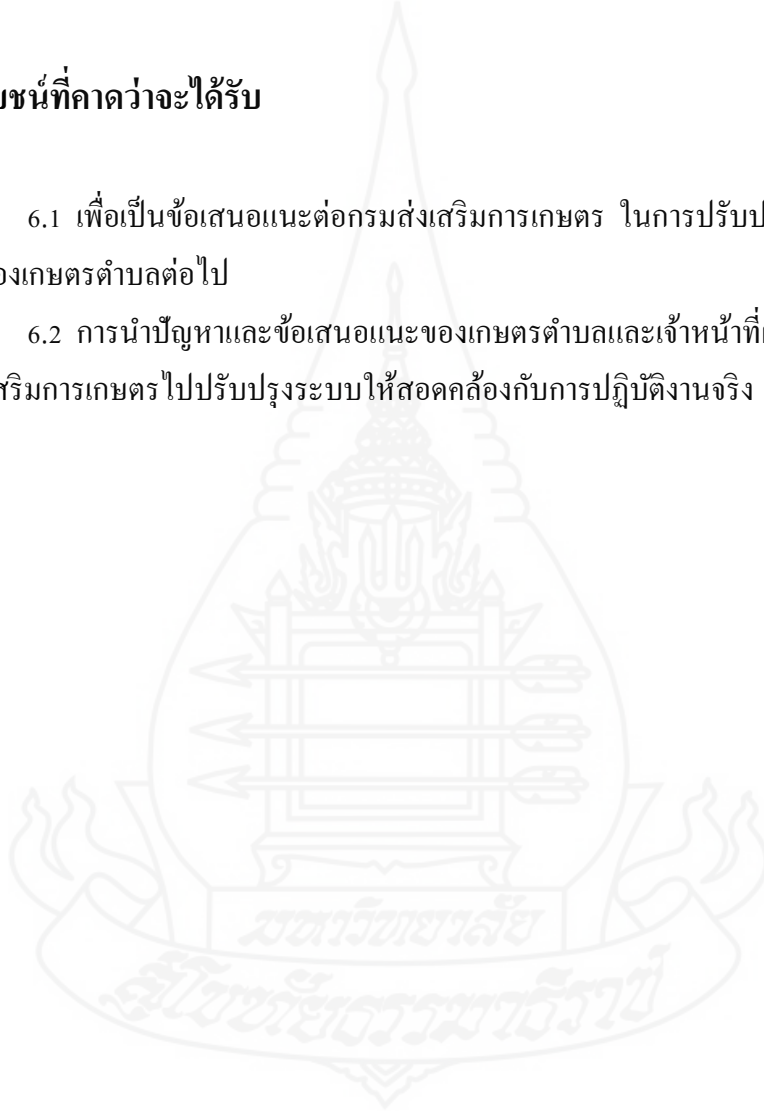 ยชน์ที่คาดว่าจะได้รับ
6.1 เพื่อเป็นข้อเสนอแนะต่อกรมส่งเสริมการเกษตร ในการปรับป
องเกษตรตำบลต่อไป
6.2 การนำปัญหาและข้อเสนอแนะของเกษตรตำบลและเจ้าหน้าที่
สริมการเกษตรไปปรับปรุงระบบให้สอดคล้องกับการปฏิบัติงานจริง
มหาวิทยาลัย
สุโขทัยธรรมาธิราช